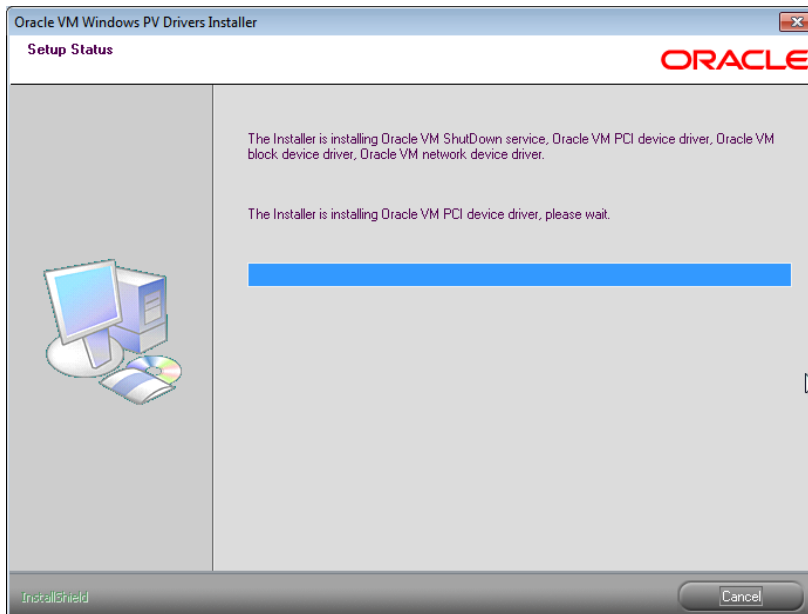 Oracle VM Windows PV Drivers Installer
Setup Status
ORACLE
The Installer is installing Oracle VM ShutDown service, Oracle VM PCI device driver, Oracle VM
block device driver, Oracle VM network device driver.
The Installer is installing Oracle VM PCI device driver, please wait.
InstallShield
Cancel